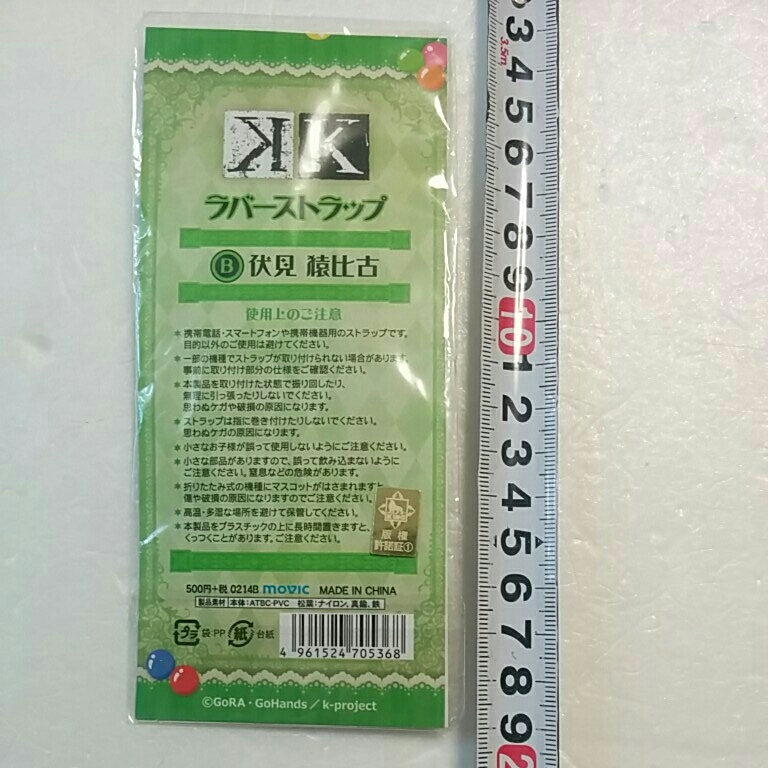 K K
ラバーストラップ
B 伏見 猿比古
使用上のご注意
＊携帯電話・スマートフォンや携帯機器用のストラップです。
目的以外のご使用は避けてください。
＊一部の機種でストラップが取り付けられない場合があります。
事前に取り付け部分の仕様をご確認ください。
＊本製品を取り付けた状態で振り回したり、
無理に引っ張ったりしないでください。
思わぬケガや破損の原因になります。
＊ストラップは指に巻き付けたりしないでください。
思わぬケガの原因になります。
＊小さなお子様が誤って使用しないようにご注意ください。
＊小さな部品がありますので、誤って飲み込まないように
ご注意ください。窒息などの危険があります。
＊折りたたみ式の機種にマスコットがはさまれますと、
傷や破損の原因になりますのでご注意ください。
＊高温・多湿な場所を避けて保管してください。
＊本製品をプラスチックの上に長時間置きますと、
くっつくことがあります。ご注意ください。
版権
許諾証①
500円+税 0214B movic MADE IN CHINA
製品素材 本体:ATBC-PVC 松葉:ナイロン,真鍮,鉄
プラ 袋:PP 紙 台紙
4 961524 705368
©GoRA・GoHands／k-project
3 4 5 6 7 8 9 10 1 2 3 4 5 6 7 8 9 2
3.5m